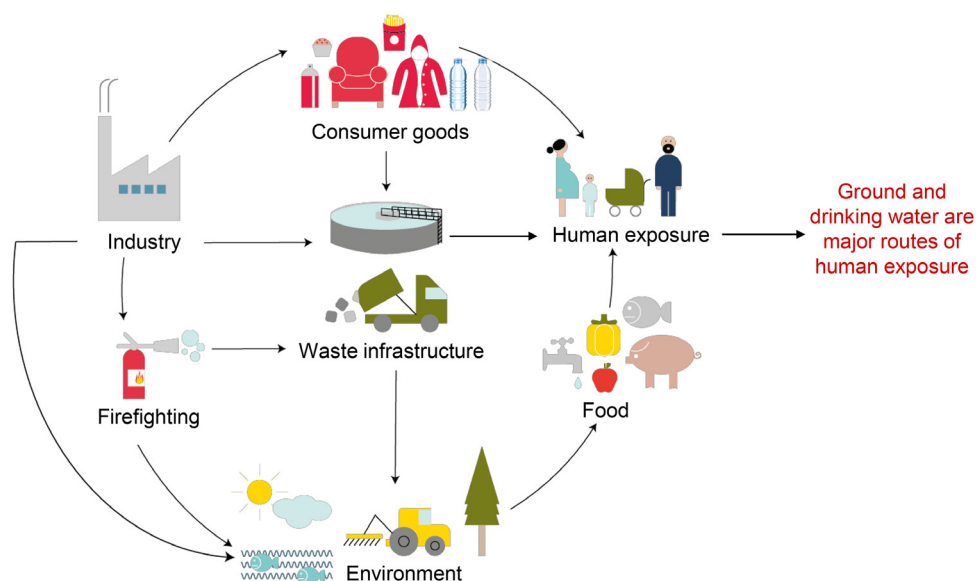 Consumer goods
Industry
Human exposure
Ground and
drinking water are
major routes of
human exposure
Waste infrastructure
Firefighting
Food
Environment